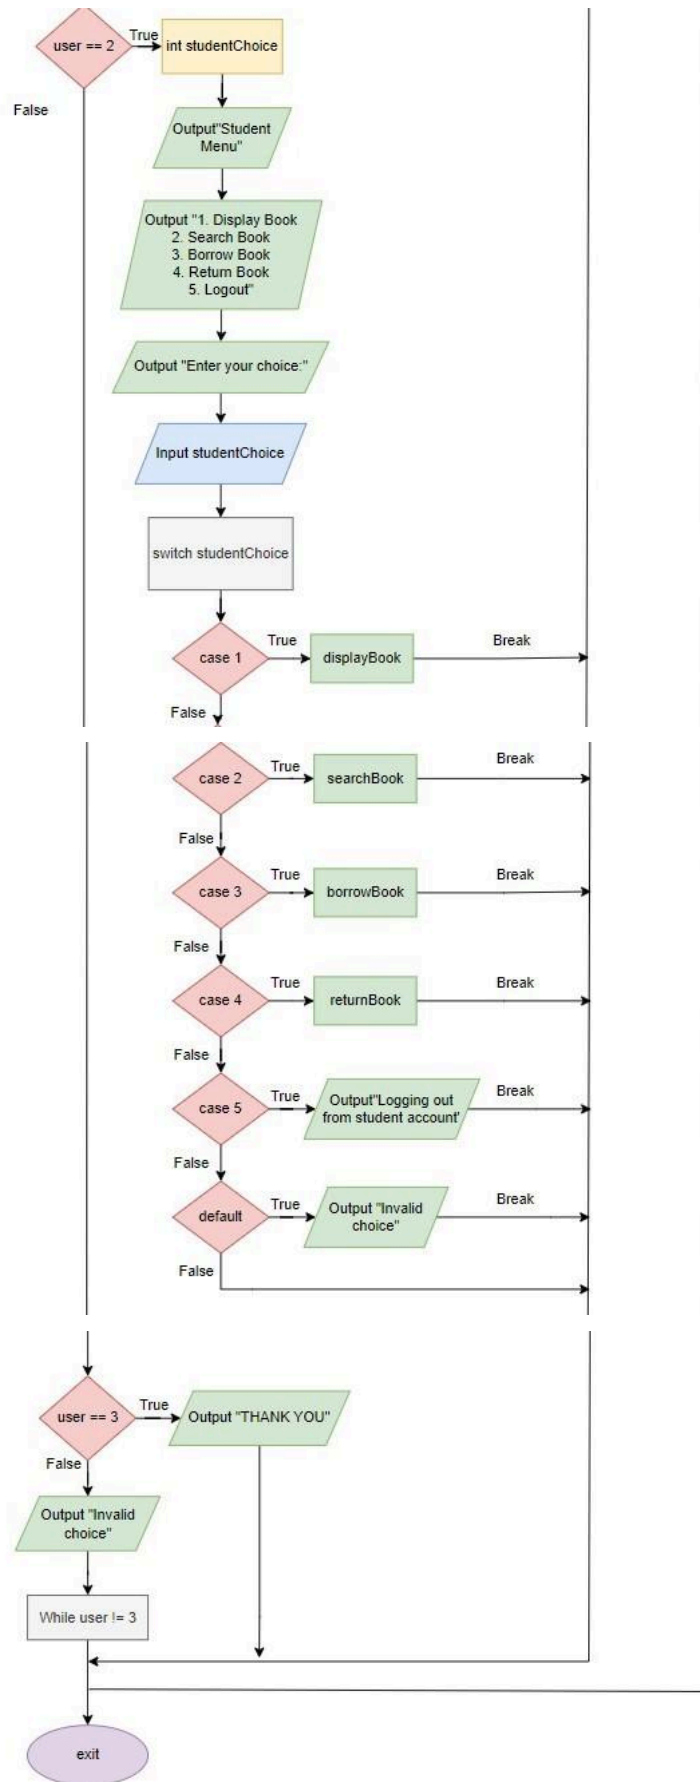 user == 2
True
int studentChoice
False
Output"Student
Menu"
Output "1. Display Book
2. Search Book
3. Borrow Book
4. Return Book
5. Logout"
Output "Enter your choice:"
Input studentChoice
switch studentChoice
case 1
True
displayBook
Break
False
case 2
True
searchBook
Break
False
case 3
True
borrowBook
Break
False
case 4
True
returnBook
Break
False
case 5
True
Output"Logging out
from student account'
Break
False
default
True
Output "Invalid
choice"
Break
False
user == 3
True
Output "THANK YOU"
False
Output "Invalid
choice"
While user != 3
exit